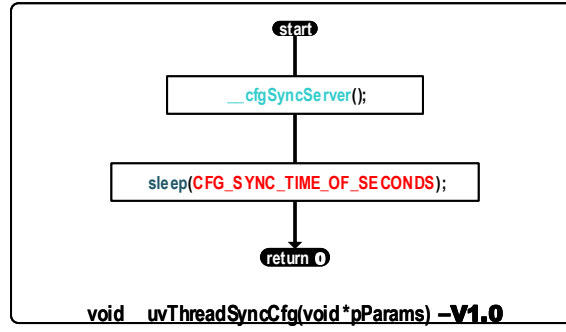 start
__cfgSyncServer();
sleep(CFG_SYNC_TIME_OF_SECONDS);
return 0
void uvThreadSyncCfg(void *pParams) –V1.0